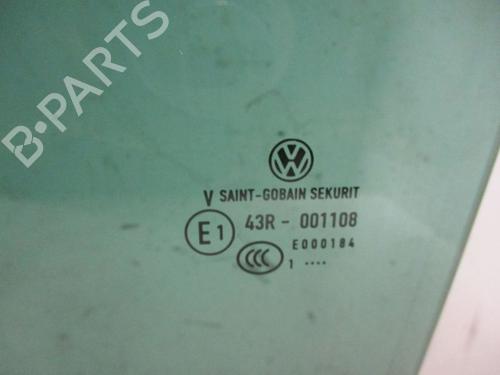 B-PARTS
VW
V SAINT-GOBAIN SEKURIT
E1 43R - 001108
E000184
CCC 1 ....